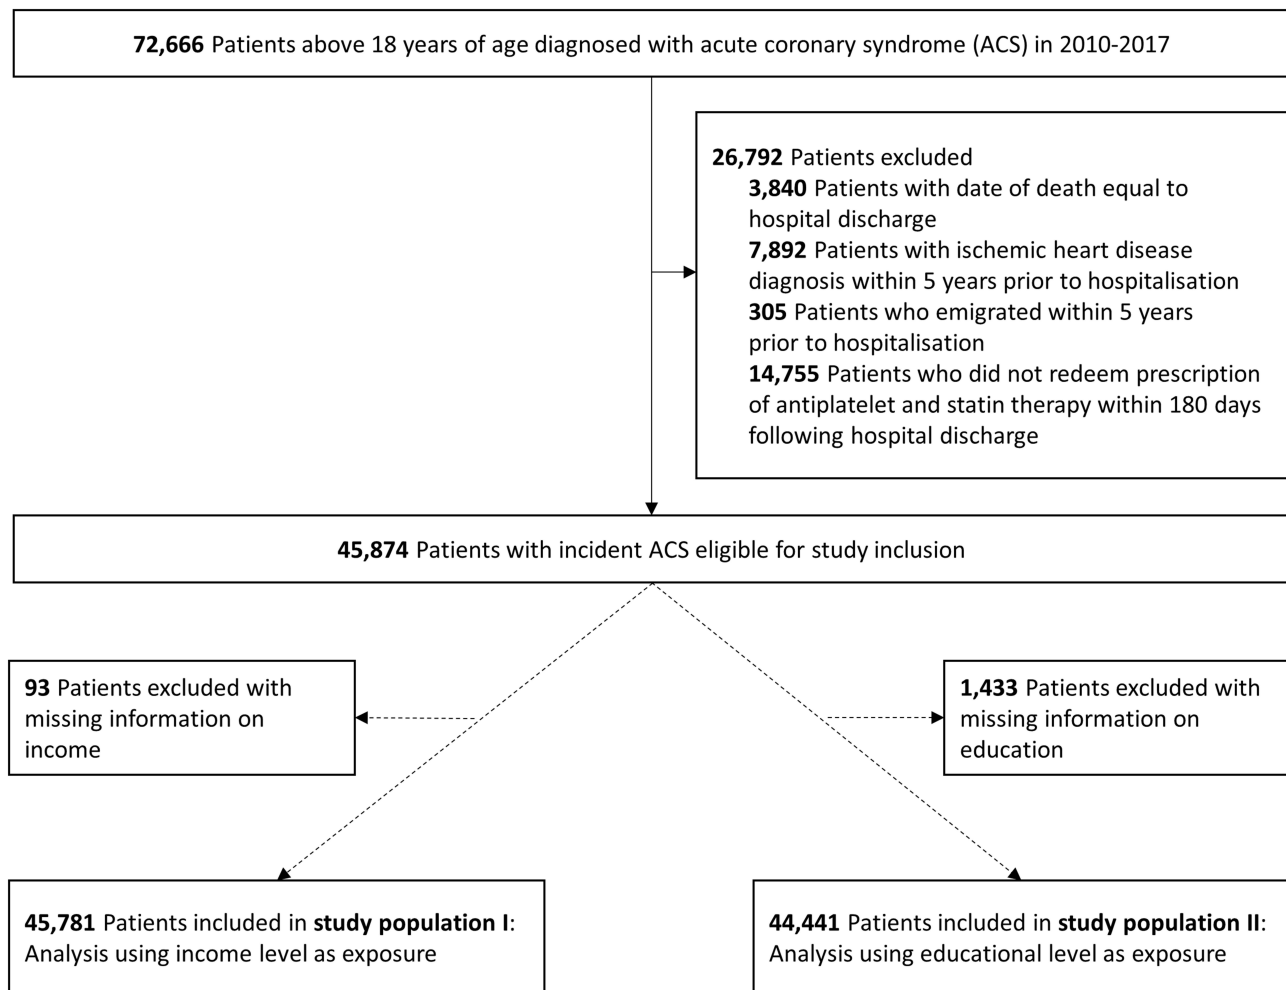 72,666 Patients above 18 years of age diagnosed with acute coronary syndrome (ACS) in 2010-2017
26,792 Patients excluded
3,840 Patients with date of death equal to
hospital discharge
7,892 Patients with ischemic heart disease
diagnosis within 5 years prior to hospitalisation
305 Patients who emigrated within 5 years
prior to hospitalisation
14,755 Patients who did not redeem prescription
of antiplatelet and statin therapy within 180 days
following hospital discharge
45,874 Patients with incident ACS eligible for study inclusion
93 Patients excluded with
missing information on
income
1,433 Patients excluded with
missing information on
education
45,781 Patients included in study population I:
Analysis using income level as exposure
44,441 Patients included in study population II:
Analysis using educational level as exposure